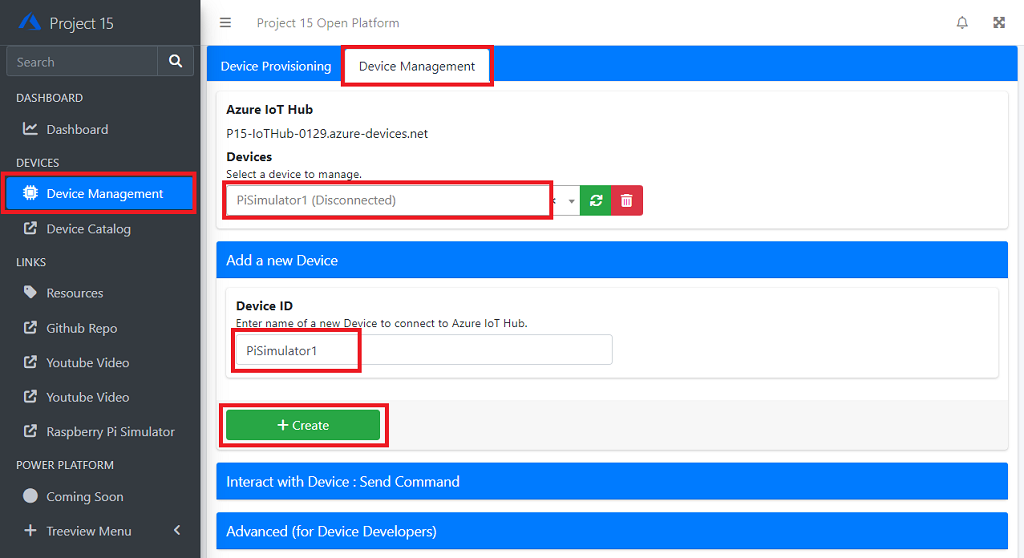 Project 15
Search
DASHBOARD
Dashboard
DEVICES
Device Management
Device Catalog
LINKS
Resources
Github Repo
Youtube Video
Youtube Video
Raspberry Pi Simulator
POWER PLATFORM
Coming Soon
Treeview Menu
Project 15 Open Platform
Device Provisioning
Device Management
Azure IoT Hub
P15-IoTHub-0129.azure-devices.net
Devices
Select a device to manage.
PiSimulator1 (Disconnected)
Add a new Device
Device ID
Enter name of a new Device to connect to Azure IoT Hub.
PiSimulator1
Create
Interact with Device : Send Command
Advanced (for Device Developers)